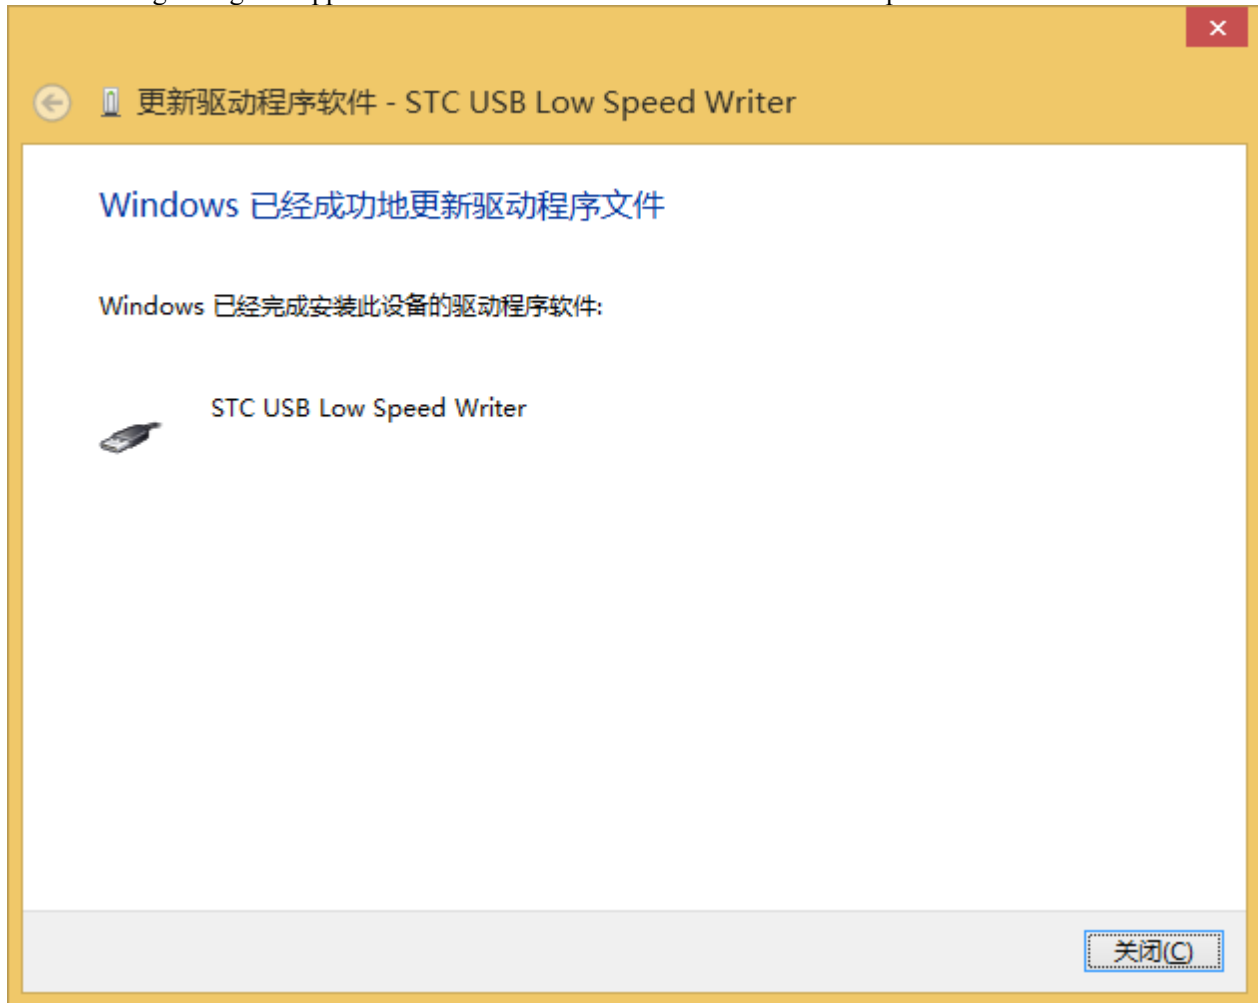 更新驱动程序软件 - STC USB Low Speed Writer
Windows 已经成功地更新驱动程序文件
Windows 已经完成安装此设备的驱动程序软件:
STC USB Low Speed Writer
关闭(C)